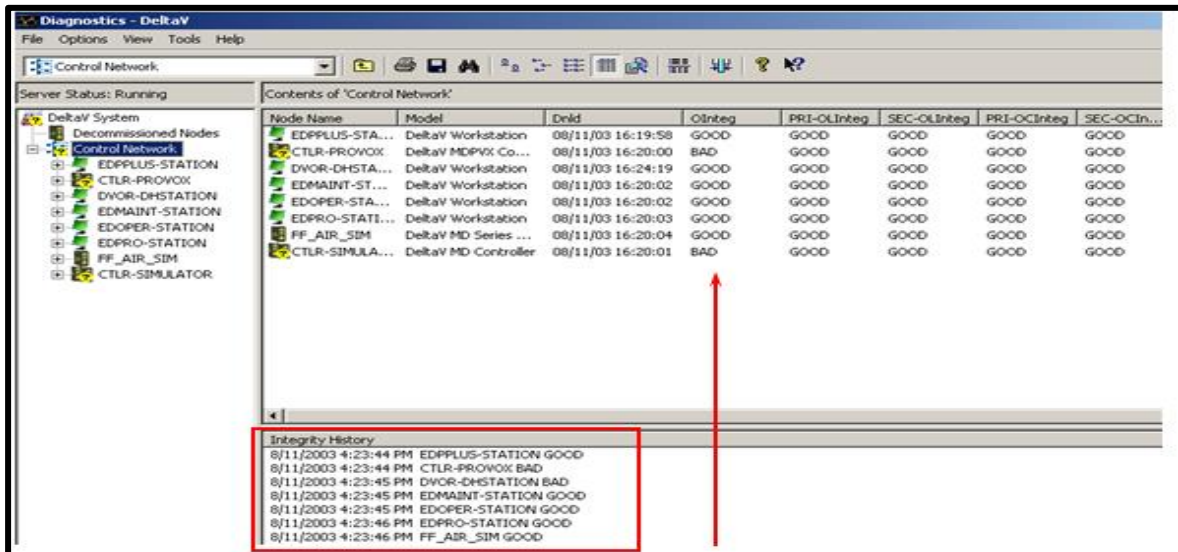 Diagnostics - DeltaV
File Options View Tools Help
Control Network
Server Status: Running
Contents of 'Control Network'
DeltaV System
Decommissioned Nodes
Control Network
EDPPLUS-STATION
CTLR-PROVOX
DVOR-DHSTATION
EDMAINT-STATION
EDOPER-STATION
EDPRO-STATION
FF_AIR_SIM
CTLR-SIMULATOR
Node Name Model Dnld OInteg PRI-OLInteg SEC-OLInteg PRI-OCInteg SEC-OCIn...
EDPPLUS-STA... DeltaV Workstation 08/11/03 16:19:58 GOOD GOOD GOOD GOOD GOOD
CTLR-PROVOX DeltaV MDPVX Co... 08/11/03 16:20:00 BAD GOOD GOOD GOOD GOOD
DVOR-DHSTA... DeltaV Workstation 08/11/03 16:24:19 GOOD GOOD GOOD GOOD GOOD
EDMAINT-ST... DeltaV Workstation 08/11/03 16:20:02 GOOD GOOD GOOD GOOD GOOD
EDOPER-STA... DeltaV Workstation 08/11/03 16:20:02 GOOD GOOD GOOD GOOD GOOD
EDPRO-STATI... DeltaV Workstation 08/11/03 16:20:03 GOOD GOOD GOOD GOOD GOOD
FF_AIR_SIM DeltaV MD Series ... 08/11/03 16:20:04 GOOD GOOD GOOD GOOD GOOD
CTLR-SIMULA... DeltaV MD Controller 08/11/03 16:20:01 BAD GOOD GOOD GOOD GOOD
Integrity History
8/11/2003 4:23:44 PM EDPPLUS-STATION GOOD
8/11/2003 4:23:44 PM CTLR-PROVOX BAD
8/11/2003 4:23:45 PM DVOR-DHSTATION BAD
8/11/2003 4:23:45 PM EDMAINT-STATION GOOD
8/11/2003 4:23:45 PM EDOPER-STATION GOOD
8/11/2003 4:23:46 PM EDPRO-STATION GOOD
8/11/2003 4:23:46 PM FF_AIR_SIM GOOD